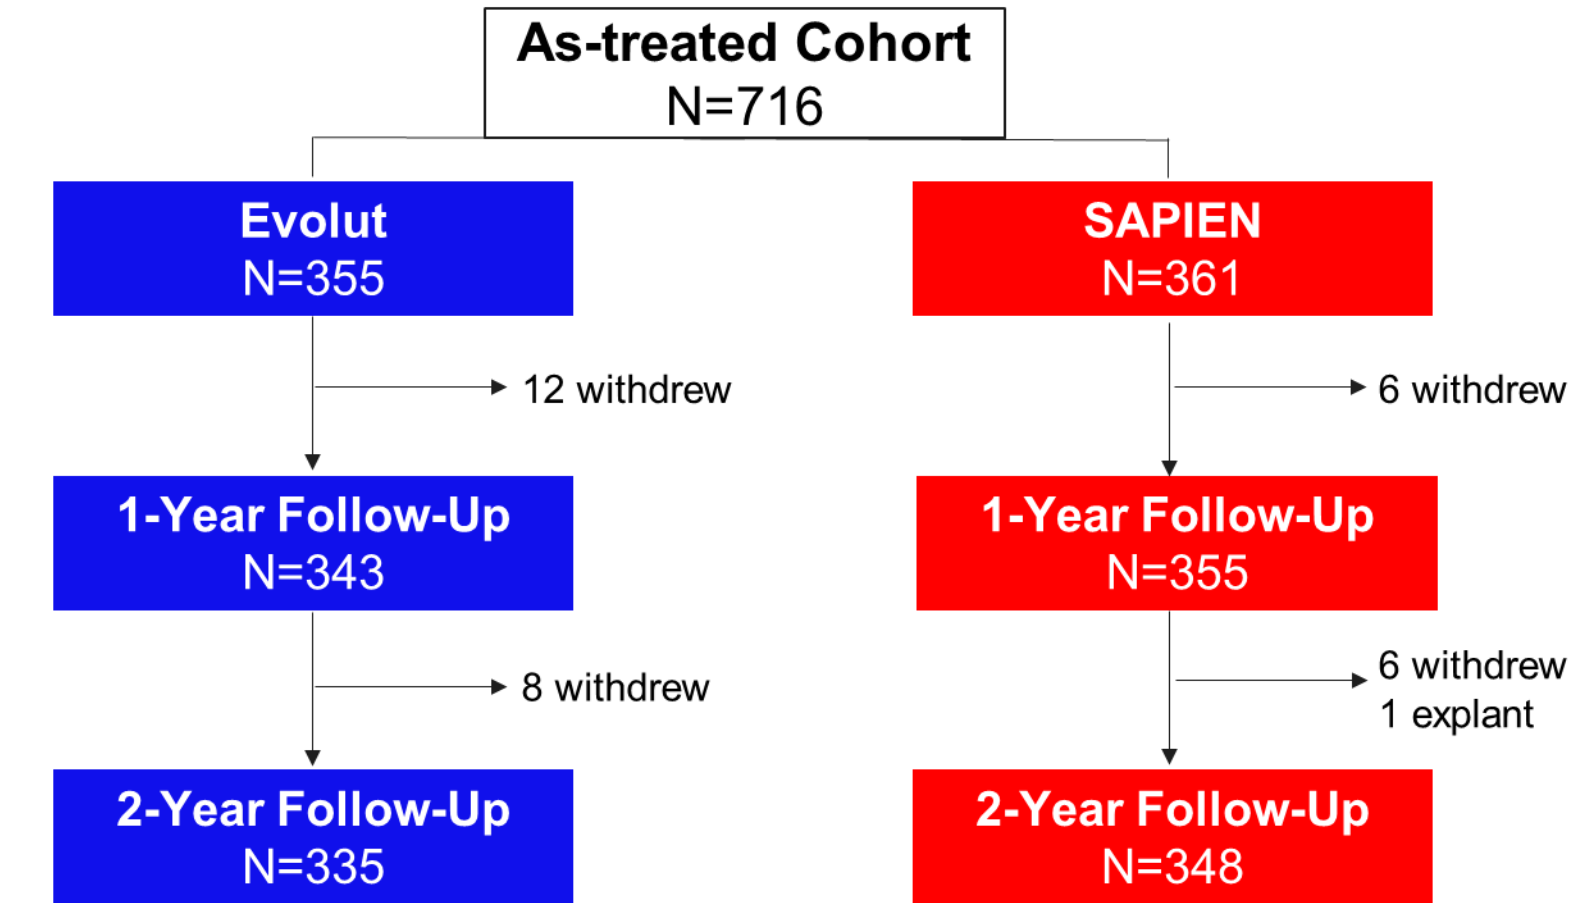 As-treated Cohort
N=716
Evolut
N=355
SAPIEN
N=361
12 withdrew
6 withdrew
1-Year Follow-Up
N=343
1-Year Follow-Up
N=355
8 withdrew
6 withdrew
1 explant
2-Year Follow-Up
N=335
2-Year Follow-Up
N=348